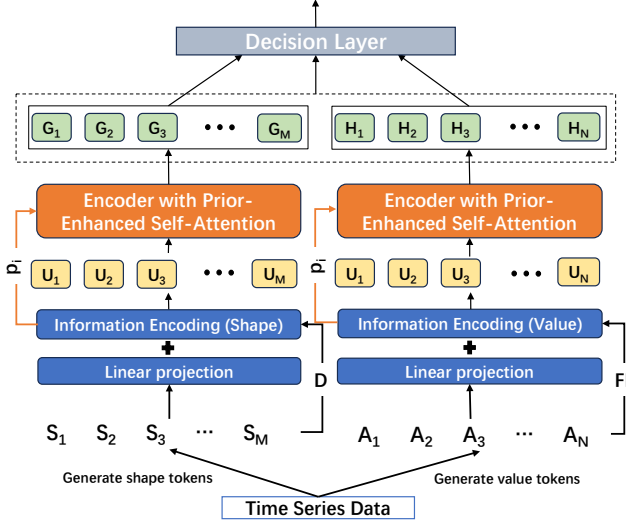 Decision Layer
G1 G2 G3 ••• GM
H1 H2 H3 ••• HN
Encoder with Prior-
Enhanced Self-Attention
Encoder with Prior-
Enhanced Self-Attention
pi
U1 U2 U3 ••• UM
pi
U1 U2 U3 ••• UN
Information Encoding (Shape)
Information Encoding (Value)
+
+
Linear projection
D
Linear projection
F
S1 S2 S3 ... SM
A1 A2 A3 ... AN
Generate shape tokens
Generate value tokens
Time Series Data